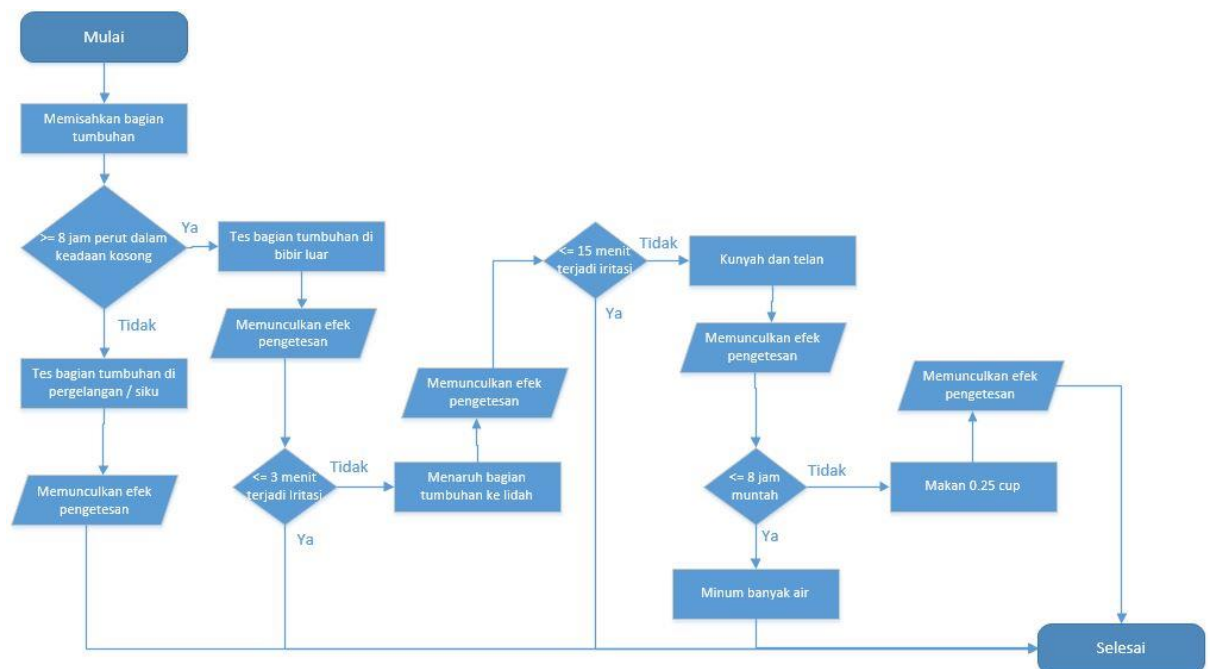 Mulai
Memisahkan bagian
tumbuhan
>= 8 jam perut dalam
keadaan kosong
Ya
Tidak
Tes bagian tumbuhan di
pergelangan / siku
Memunculkan efek
pengetesan
Tes bagian tumbuhan di
bibir luar
Memunculkan efek
pengetesan
<= 3 menit
terjadi Iritasi
Ya
Tidak
Menaruh bagian
tumbuhan ke lidah
Memunculkan efek
pengetesan
<= 15 menit
terjadi iritasi
Ya
Tidak
Kunyah dan telan
Memunculkan efek
pengetesan
<= 8 jam
muntah
Ya
Tidak
Minum banyak air
Makan 0.25 cup
Memunculkan efek
pengetesan
Selesai